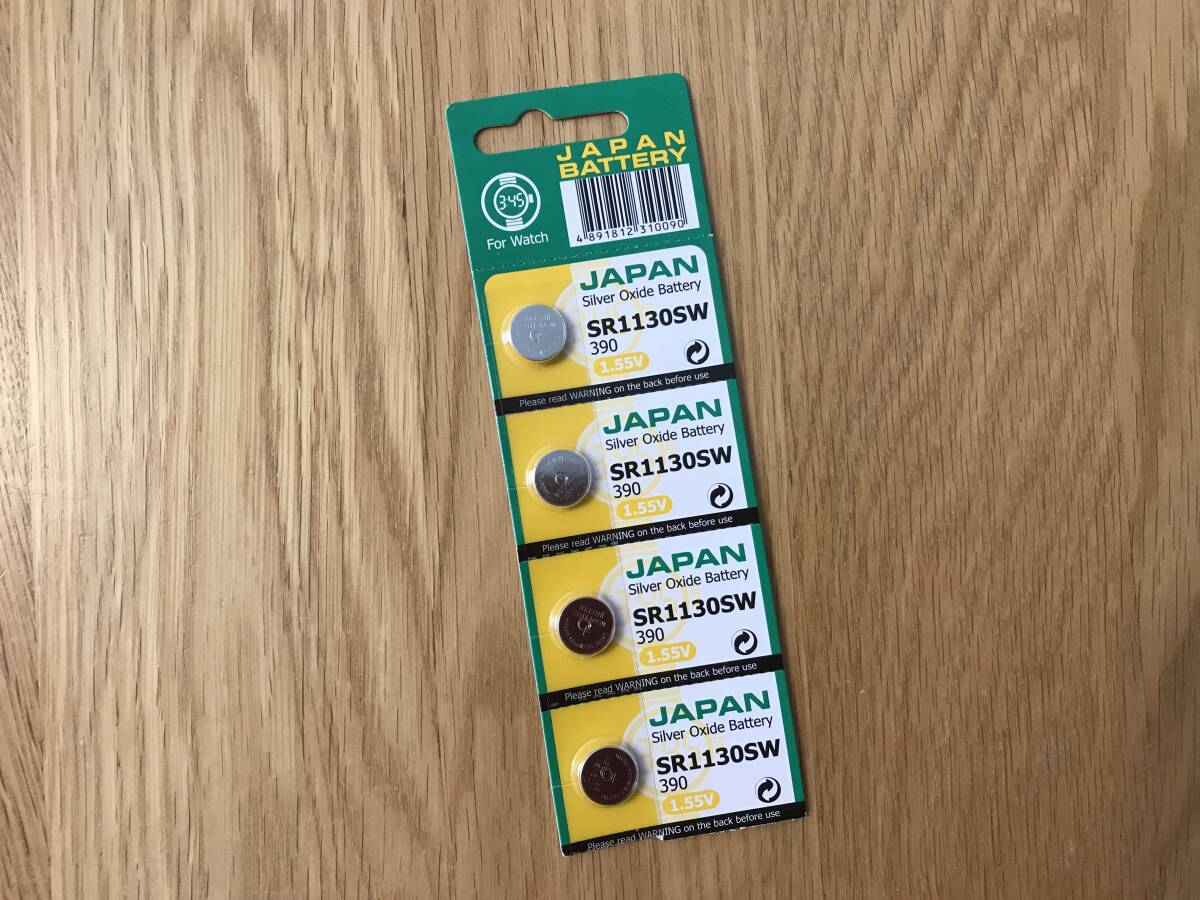 JAPAN
BATTERY
3:45
For Watch
4 891812 310090
JAPAN
Silver Oxide Battery
SR1130SW
390
1.55V
Please read WARNING on the back before use
JAPAN
Silver Oxide Battery
SR1130SW
390
1.55V
Please read WARNING on the back before use
JAPAN
Silver Oxide Battery
SR1130SW
390
1.55V
Please read WARNING on the back before use
JAPAN
Silver Oxide Battery
SR1130SW
390
1.55V
Please read WARNING on the back before use